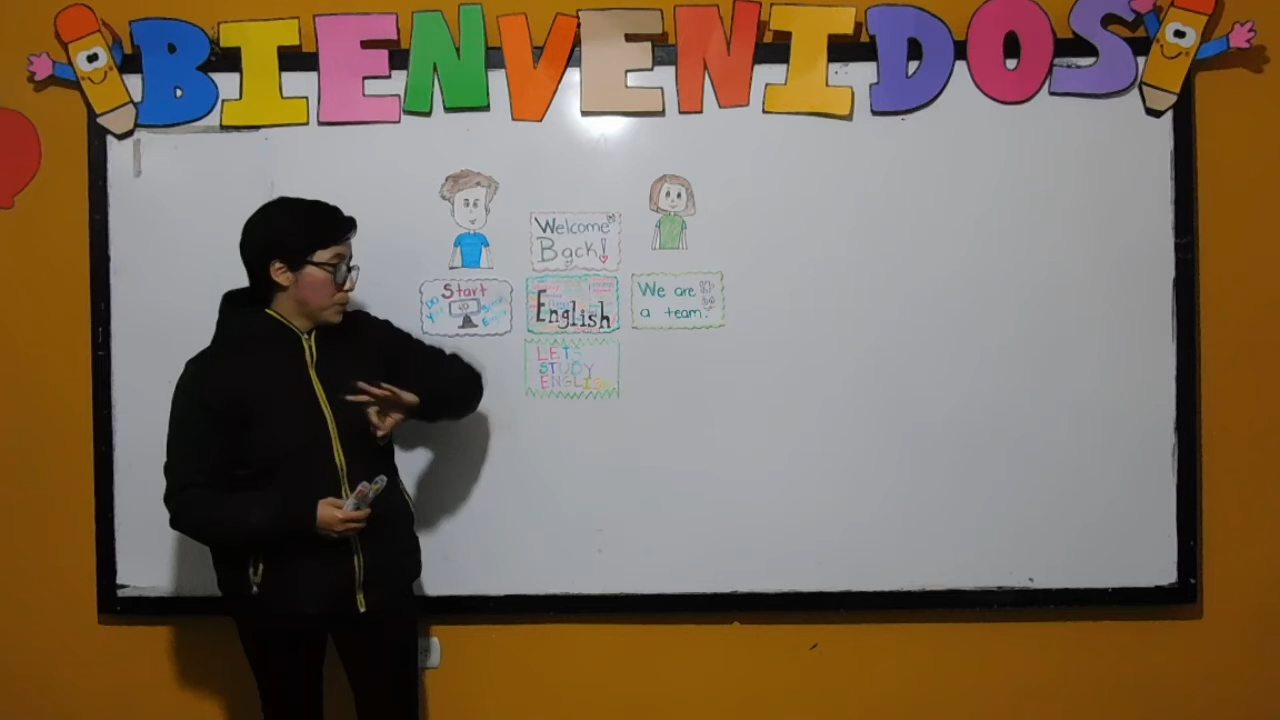 BIENVENIDOS
Welcome
Back!
Start
English
We are
a team.
LETS
STUDY
ENGLISH